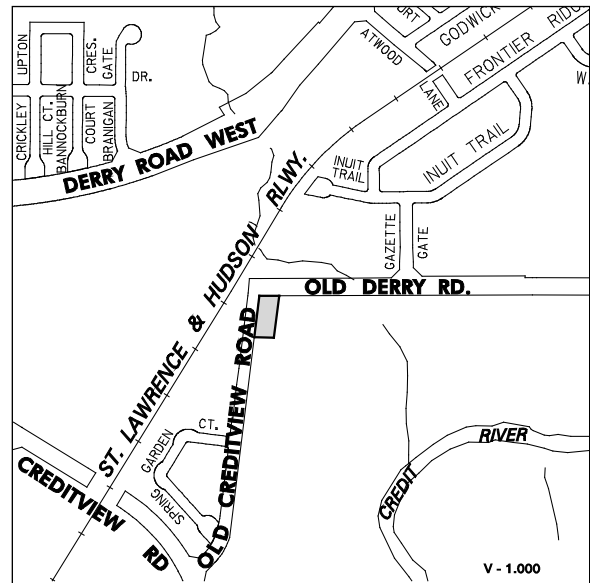 UPTON
CRES.
GATE
DR.
CRICKLEY
HILL CT.
BANNOCKBURN
COURT
BRANIGAN
DERRY ROAD WEST
ATWOOD
LANE
GODWICK
FRONTIER RIDG
W.
INUIT
TRAIL
INUIT TRAIL
GAZETTE
GATE
OLD DERRY RD.
ST. LAWRENCE & HUDSON RLWY.
OLD CREDITVIEW ROAD
CREDITVIEW RD
SPRING GARDEN CT.
CREDIT RIVER
V - 1.000